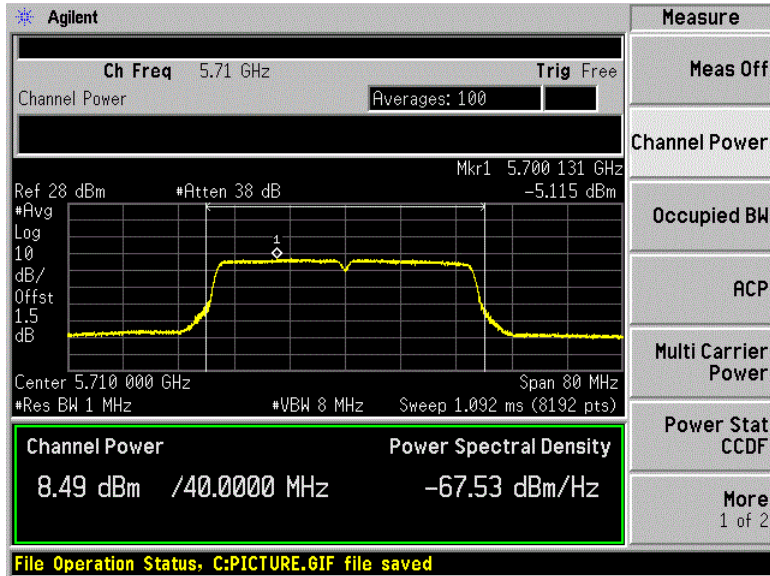 Agilent
Measure
Ch Freq 5.71 GHz Trig Free
Channel Power Averages: 100
Mkr1 5.700 131 GHz
Ref 28 dBm #Atten 38 dB -5.115 dBm
#Avg
Log
10
dB/
Offst
1.5
dB
1
Center 5.710 000 GHz Span 80 MHz
#Res BW 1 MHz #VBW 8 MHz Sweep 1.092 ms (8192 pts)
Channel Power Power Spectral Density
8.49 dBm /40.0000 MHz -67.53 dBm/Hz
File Operation Status, C:PICTURE.GIF file saved
Meas Off
Channel Power
Occupied BW
ACP
Multi Carrier
Power
Power Stat
CCDF
More
1 of 2